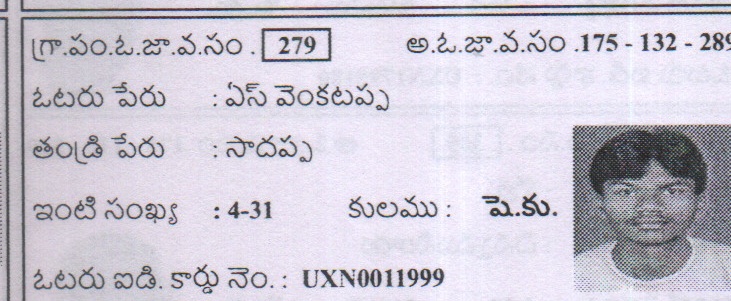 గ్రా.పం.ఓ.జా.వ.సం . 279 అ.ఓ.జా.వ.సం .175 - 132 - 289
ఓటరు పేరు : ఏస్ వెంకటప్ప
తండ్రి పేరు : సాదప్ప
ఇంటి సంఖ్య : 4-31 కులము : షె.కు.
ఓటరు ఐడి. కార్డు నెం. : UXN0011999